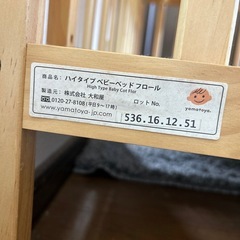 商品名：ハイタイプ ベビーベッド フロール
High Type Baby Cot Flor
製造元：株式会社 大和屋
0120-27-8108（平日9～17時）
www.yamatoya-jp.com
yamatoya.
ロット No.
536.16.12.51